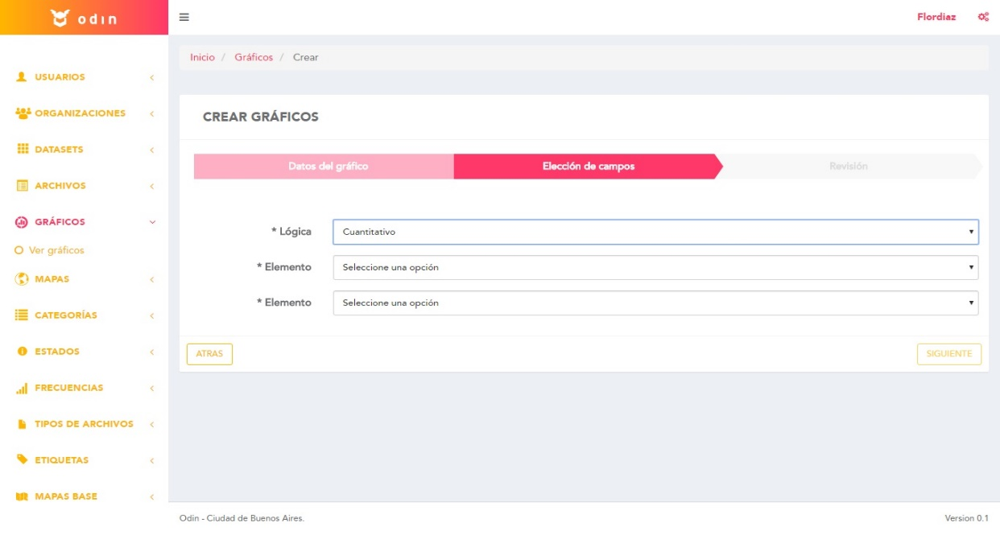 odin
Flordiaz
USUARIOS
ORGANIZACIONES
DATASETS
ARCHIVOS
GRÁFICOS
Ver gráficos
MAPAS
CATEGORÍAS
ESTADOS
FRECUENCIAS
TIPOS DE ARCHIVOS
ETIQUETAS
MAPAS BASE
Inicio / Gráficos / Crear
CREAR GRÁFICOS
Datos del gráfico Elección de campos Revisión
* Lógica Cuantitativo
* Elemento Seleccione una opción
* Elemento Seleccione una opción
ATRAS SIGUIENTE
Odin - Ciudad de Buenos Aires. Version 0.1